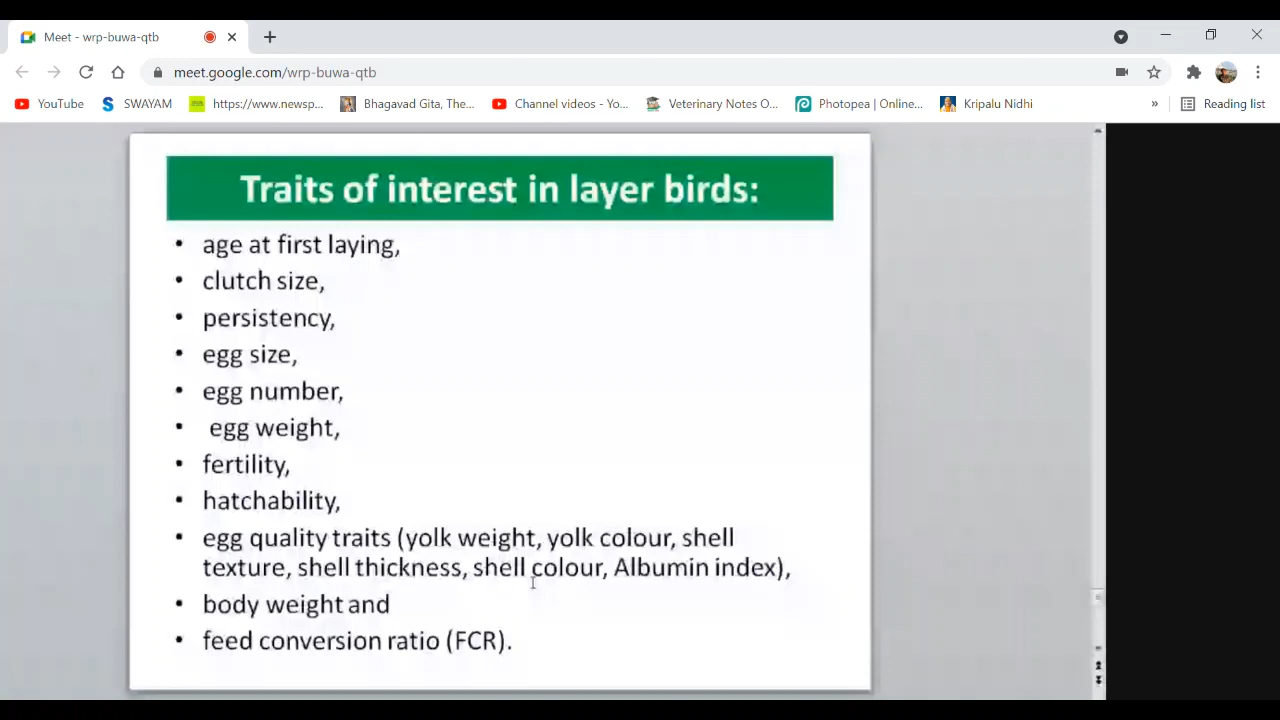 Meet - wrp-buwa-qtb
meet.google.com/wrp-buwa-qtb
YouTube SWAYAM https://www.newsp... Bhagavad Gita, The... Channel videos - Yo... Veterinary Notes O... Photopea | Online... Kripalu Nidhi » Reading list
Traits of interest in layer birds:
• age at first laying,
• clutch size,
• persistency,
• egg size,
• egg number,
• egg weight,
• fertility,
• hatchability,
• egg quality traits (yolk weight, yolk colour, shell
texture, shell thickness, shell colour, Albumin index),
• body weight and
• feed conversion ratio (FCR).